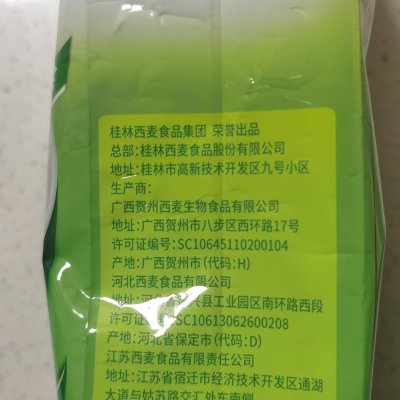 桂林西麦食品集团 荣誉出品
总部:桂林西麦食品股份有限公司
地址:桂林市高新技术开发区九号小区
生产商:
广西贺州西麦生物食品有限公司
地址:广西贺州市八步区西环路17号
许可证编号:SC10645110200104
产地:广西贺州市(代码:H)
河北西麦食品有限公司
地址:河 兴县工业园区南环路西段
许可证 SC10613062600208
产地:河北省保定市(代码:D)
江苏西麦食品有限责任公司
地址:江苏省宿迁市经济技术开发区通湖
大道与姑苏路交汇处东南侧